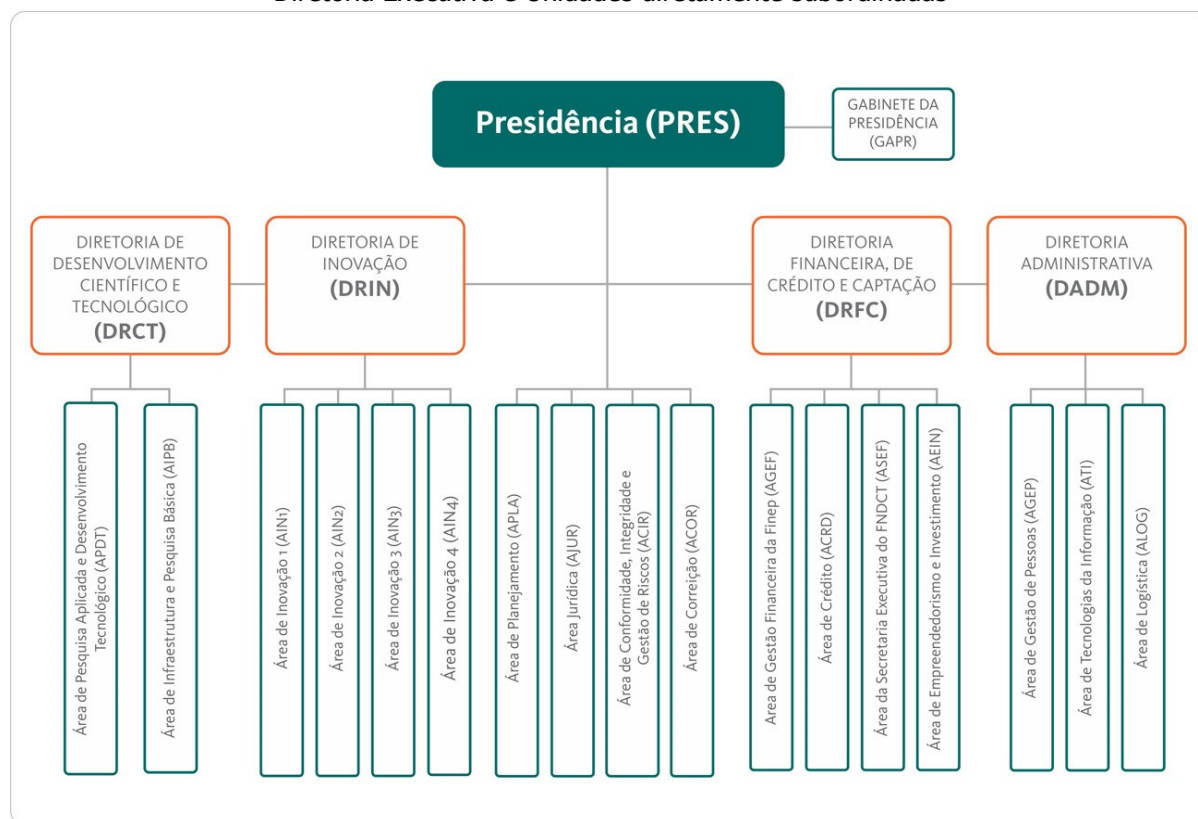 Diretoria Executiva e Unidades diretamente subordinadas
Presidência (PRES)
GABINETE DA
PRESIDÊNCIA
(GAPR)
DIRETORIA DE
DESENVOLVIMENTO
CIENTÍFICO E
TECNOLÓGICO
(DRCT)
DIRETORIA DE
INOVAÇÃO
(DRIN)
DIRETORIA
FINANCEIRA, DE
CRÉDITO E CAPTAÇÃO
(DRFC)
DIRETORIA
ADMINISTRATIVA
(DADM)
Área de Pesquisa Aplicada e Desenvolvimento
Tecnológico (APDT)
Área de Infraestrutura e Pesquisa Básica (AIPB)
Área de Inovação 1 (AIN1)
Área de Inovação 2 (AIN2)
Área de Inovação 3 (AIN3)
Área de Inovação 4 (AIN4)
Área de Planejamento (APLA)
Área Jurídica (AJUR)
Área de Conformidade, Integridade e
Gestão de Riscos (ACIR)
Área de Correição (ACOR)
Área de Gestão Financeira da Finep (AGEF)
Área de Crédito (ACRD)
Área da Secretaria Executiva do FNDCT (ASEF)
Área de Empreendedorismo e Investimento (AEIN)
Área de Gestão de Pessoas (AGEP)
Área de Tecnologias da Informação (ATI)
Área de Logística (ALOG)